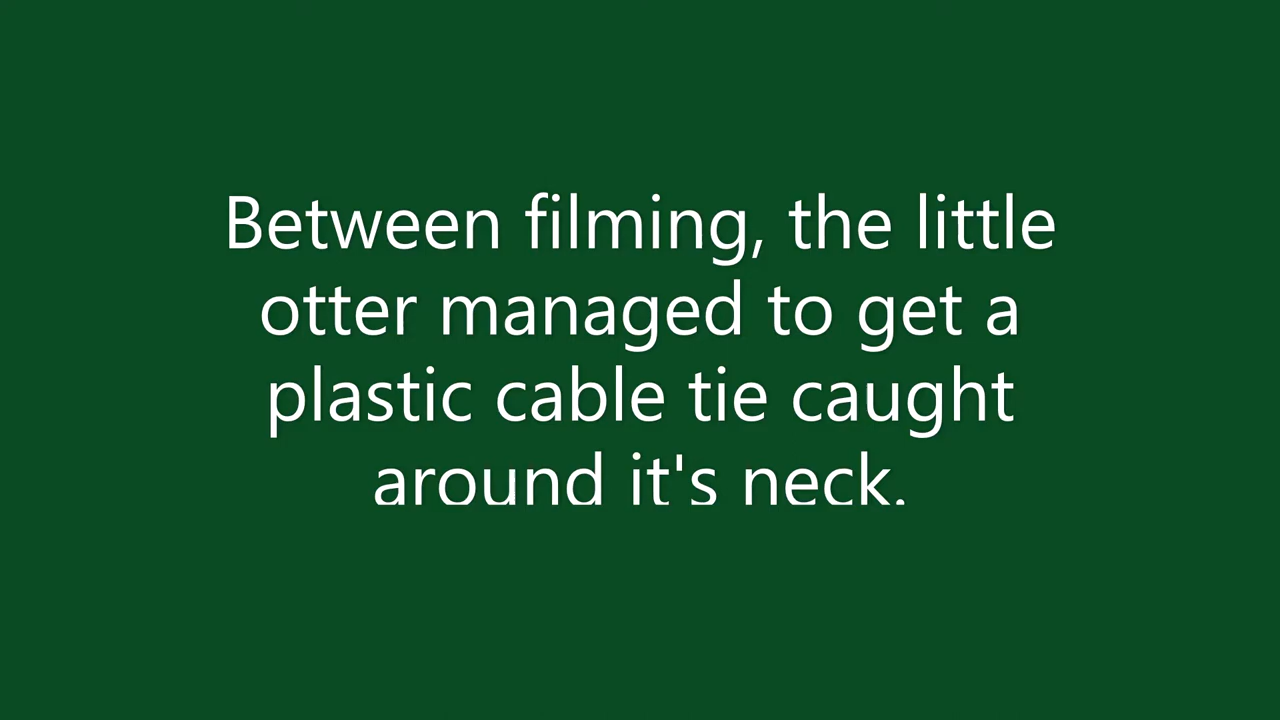 Between filming, the little
otter managed to get a
plastic cable tie caught
around it's neck.